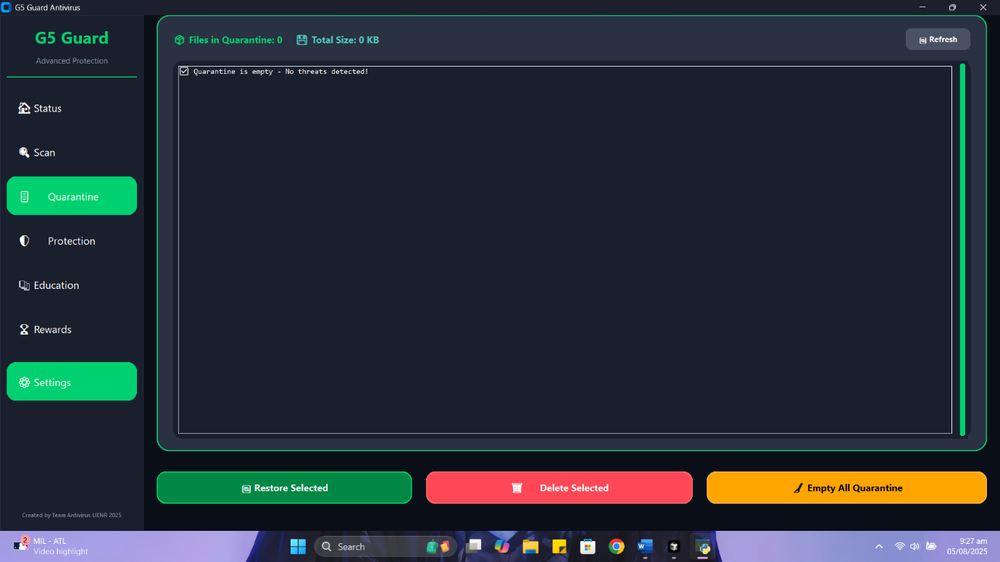 G5 Guard Antivirus
G5 Guard
Advanced Protection
Status
Scan
Quarantine
Protection
Education
Rewards
Settings
Created by Team Antivirus UENR 2025
Files in Quarantine: 0
Total Size: 0 KB
Refresh
Quarantine is empty - No threats detected!
Restore Selected
Delete Selected
Empty All Quarantine
2
MIL - ATL
Video highlight
Search
W
9:27 am
05/08/2025